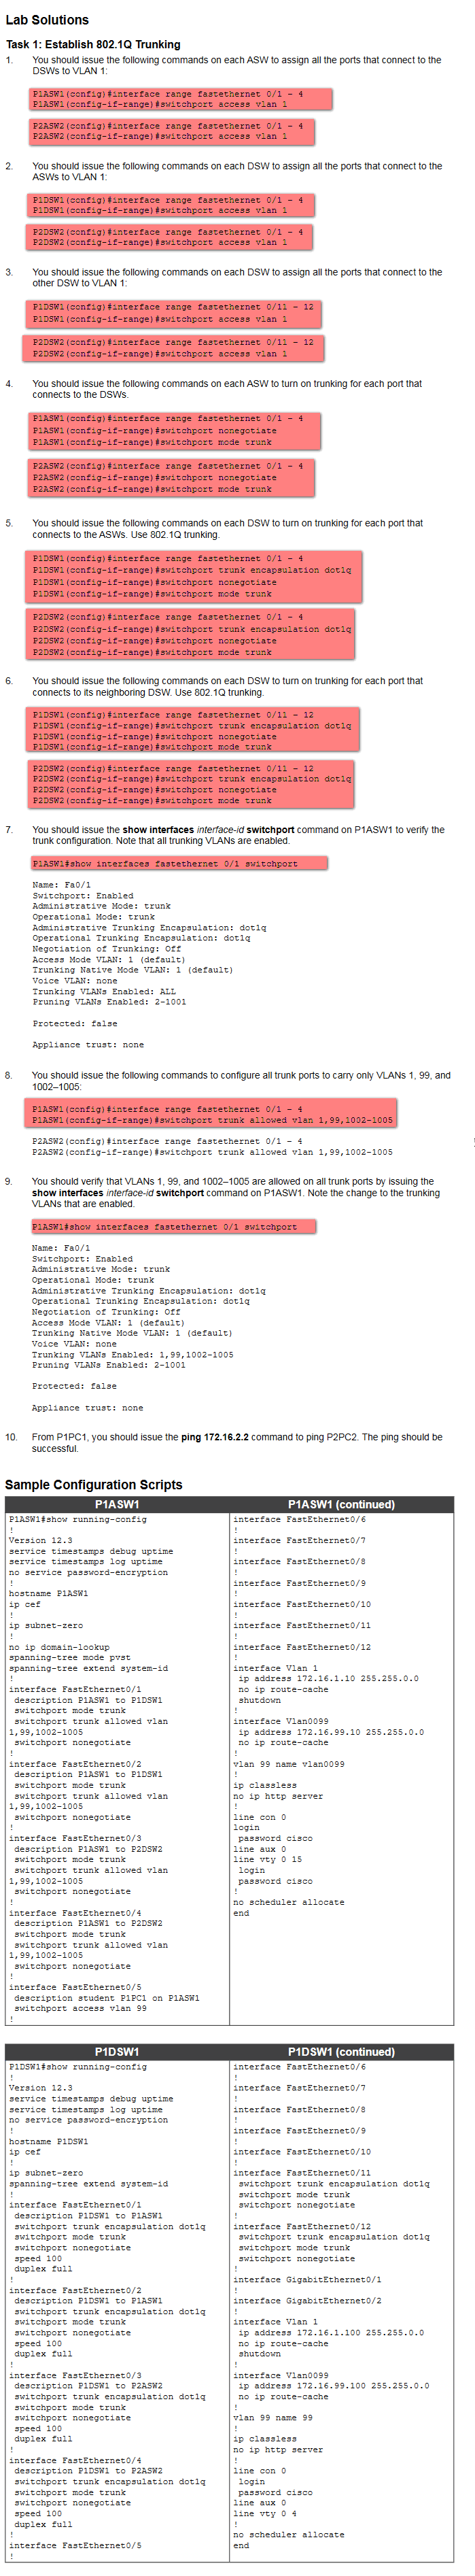 Lab Solutions
Task 1: Establish 802.1Q Trunking
1. You should issue the following commands on each ASW to assign all the ports that connect to the
DSWs to VLAN 1:
P1ASW1(config)#interface range fastethernet 0/1 - 4
P1ASW1(config-if-range)#switchport access vlan 1
P2ASW2(config)#interface range fastethernet 0/1 - 4
P2ASW2(config-if-range)#switchport access vlan 1
2. You should issue the following commands on each DSW to assign all the ports that connect to the
ASWs to VLAN 1:
P1DSW1(config)#interface range fastethernet 0/1 - 4
P1DSW1(config-if-range)#switchport access vlan 1
P2DSW2(config)#interface range fastethernet 0/1 - 4
P2DSW2(config-if-range)#switchport access vlan 1
3. You should issue the following commands on each DSW to assign all the ports that connect to the
other DSW to VLAN 1:
P1DSW1(config)#interface range fastethernet 0/11 - 12
P1DSW1(config-if-range)#switchport access vlan 1
P2DSW2(config)#interface range fastethernet 0/11 - 12
P2DSW2(config-if-range)#switchport access vlan 1
4. You should issue the following commands on each ASW to turn on trunking for each port that
connects to the DSWs.
P1ASW1(config)#interface range fastethernet 0/1 - 4
P1ASW1(config-if-range)#switchport nonegotiate
P1ASW1(config-if-range)#switchport mode trunk
P2ASW2(config)#interface range fastethernet 0/1 - 4
P2ASW2(config-if-range)#switchport nonegotiate
P2ASW2(config-if-range)#switchport mode trunk
5. You should issue the following commands on each DSW to turn on trunking for each port that
connects to the ASWs. Use 802.1Q trunking.
P1DSW1(config)#interface range fastethernet 0/1 - 4
P1DSW1(config-if-range)#switchport trunk encapsulation dot1q
P1DSW1(config-if-range)#switchport nonegotiate
P1DSW1(config-if-range)#switchport mode trunk
P2DSW2(config)#interface range fastethernet 0/1 - 4
P2DSW2(config-if-range)#switchport trunk encapsulation dot1q
P2DSW2(config-if-range)#switchport nonegotiate
P2DSW2(config-if-range)#switchport mode trunk
6. You should issue the following commands on each DSW to turn on trunking for each port that
connects to its neighboring DSW. Use 802.1Q trunking.
P1DSW1(config)#interface range fastethernet 0/11 - 12
P1DSW1(config-if-range)#switchport trunk encapsulation dot1q
P1DSW1(config-if-range)#switchport nonegotiate
P1DSW1(config-if-range)#switchport mode trunk
P2DSW2(config)#interface range fastethernet 0/11 - 12
P2DSW2(config-if-range)#switchport trunk encapsulation dot1q
P2DSW2(config-if-range)#switchport nonegotiate
P2DSW2(config-if-range)#switchport mode trunk
7. You should issue the show interfaces interface-id switchport command on P1ASW1 to verify the
trunk configuration. Note that all trunking VLANs are enabled.
P1ASW1#show interfaces fastethernet 0/1 switchport
Name: Fa0/1
Switchport: Enabled
Administrative Mode: trunk
Operational Mode: trunk
Administrative Trunking Encapsulation: dot1q
Operational Trunking Encapsulation: dot1q
Negotiation of Trunking: Off
Access Mode VLAN: 1 (default)
Trunking Native Mode VLAN: 1 (default)
Voice VLAN: none
Trunking VLANs Enabled: ALL
Pruning VLANs Enabled: 2-1001
Protected: false
Appliance trust: none
8. You should issue the following commands to configure all trunk ports to carry only VLANs 1, 99, and
1002–1005:
P1ASW1(config)#interface range fastethernet 0/1 - 4
P1ASW1(config-if-range)#switchport trunk allowed vlan 1,99,1002-1005
P2ASW2(config)#interface range fastethernet 0/1 - 4
P2ASW2(config-if-range)#switchport trunk allowed vlan 1,99,1002-1005
9. You should verify that VLANs 1, 99, and 1002–1005 are allowed on all trunk ports by issuing the
show interfaces interface-id switchport command on P1ASW1. Note the change to the trunking
VLANs that are enabled.
P1ASW1#show interfaces fastethernet 0/1 switchport
Name: Fa0/1
Switchport: Enabled
Administrative Mode: trunk
Operational Mode: trunk
Administrative Trunking Encapsulation: dot1q
Operational Trunking Encapsulation: dot1q
Negotiation of Trunking: Off
Access Mode VLAN: 1 (default)
Trunking Native Mode VLAN: 1 (default)
Voice VLAN: none
Trunking VLANs Enabled: 1,99,1002-1005
Pruning VLANs Enabled: 2-1001
Protected: false
Appliance trust: none
10. From P1PC1, you should issue the ping 172.16.2.2 command to ping P2PC2. The ping should be
successful.
Sample Configuration Scripts
P1ASW1
P1ASW1#show running-config
!
Version 12.3
service timestamps debug uptime
service timestamps log uptime
no service password-encryption
!
hostname P1ASW1
ip cef
!
ip subnet-zero
!
no ip domain-lookup
spanning-tree mode pvst
spanning-tree extend system-id
!
interface FastEthernet0/1
description P1ASW1 to P1DSW1
switchport mode trunk
switchport trunk allowed vlan
1,99,1002-1005
switchport nonegotiate
!
interface FastEthernet0/2
description P1ASW1 to P1DSW1
switchport mode trunk
switchport trunk allowed vlan
1,99,1002-1005
switchport nonegotiate
!
interface FastEthernet0/3
description P1ASW1 to P2DSW2
switchport mode trunk
switchport trunk allowed vlan
1,99,1002-1005
switchport nonegotiate
!
interface FastEthernet0/4
description P1ASW1 to P2DSW2
switchport mode trunk
switchport trunk allowed vlan
1,99,1002-1005
switchport nonegotiate
!
interface FastEthernet0/5
description student P1PC1 on P1ASW1
switchport access vlan 99
!
P1ASW1 (continued)
interface FastEthernet0/6
!
interface FastEthernet0/7
!
interface FastEthernet0/8
!
interface FastEthernet0/9
!
interface FastEthernet0/10
!
interface FastEthernet0/11
!
interface FastEthernet0/12
!
interface Vlan 1
ip address 172.16.1.10 255.255.0.0
no ip route-cache
shutdown
!
interface Vlan0099
ip address 172.16.99.10 255.255.0.0
no ip route-cache
!
vlan 99 name vlan0099
!
ip classless
no ip http server
!
line con 0
login
password cisco
line aux 0
line vty 0 15
login
password cisco
!
no scheduler allocate
end
P1DSW1
P1DSW1#show running-config
!
Version 12.3
service timestamps debug uptime
service timestamps log uptime
no service password-encryption
!
hostname P1DSW1
ip cef
!
ip subnet-zero
spanning-tree extend system-id
!
interface FastEthernet0/1
description P1DSW1 to P1ASW1
switchport trunk encapsulation dot1q
switchport mode trunk
switchport nonegotiate
speed 100
duplex full
!
interface FastEthernet0/2
description P1DSW1 to P1ASW1
switchport trunk encapsulation dot1q
switchport mode trunk
switchport nonegotiate
speed 100
duplex full
!
interface FastEthernet0/3
description P1DSW1 to P2ASW2
switchport trunk encapsulation dot1q
switchport mode trunk
switchport nonegotiate
speed 100
duplex full
!
interface FastEthernet0/4
description P1DSW1 to P2ASW2
switchport trunk encapsulation dot1q
switchport mode trunk
switchport nonegotiate
speed 100
duplex full
!
interface FastEthernet0/5
!
P1DSW1 (continued)
interface FastEthernet0/6
!
interface FastEthernet0/7
!
interface FastEthernet0/8
!
interface FastEthernet0/9
!
interface FastEthernet0/10
!
interface FastEthernet0/11
switchport trunk encapsulation dot1q
switchport mode trunk
switchport nonegotiate
!
interface FastEthernet0/12
switchport trunk encapsulation dot1q
switchport mode trunk
switchport nonegotiate
!
interface GigabitEthernet0/1
!
interface GigabitEthernet0/2
!
interface Vlan 1
ip address 172.16.1.100 255.255.0.0
no ip route-cache
shutdown
!
interface Vlan0099
ip address 172.16.99.100 255.255.0.0
no ip route-cache
!
vlan 99 name 99
!
ip classless
no ip http server
!
line con 0
login
password cisco
line aux 0
line vty 0 4
!
no scheduler allocate
end